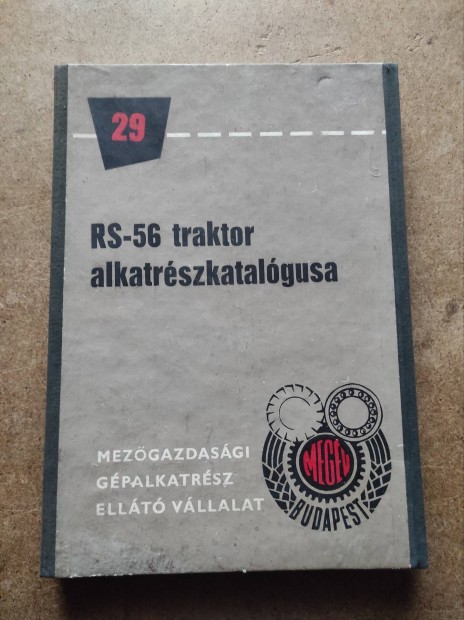 29
RS-56 traktor
alkatrészkatalógusa
MEZŐGAZDASÁGI
GÉPALKATRÉSZ
ELLÁTÓ VÁLLALAT
MEGÉV
BUDAPEST